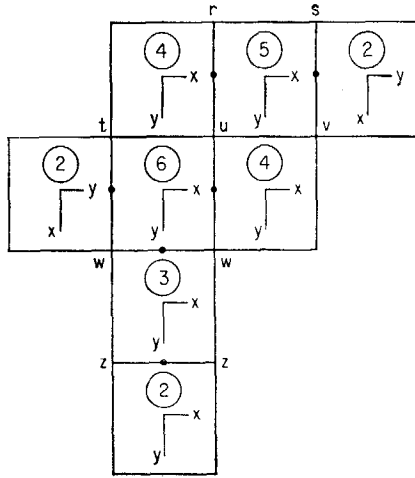 r s
4 5 2
x x y
y y x
t u v
2 6 4
y x x
x y y
w w
3
x
y
z z
2
x
y